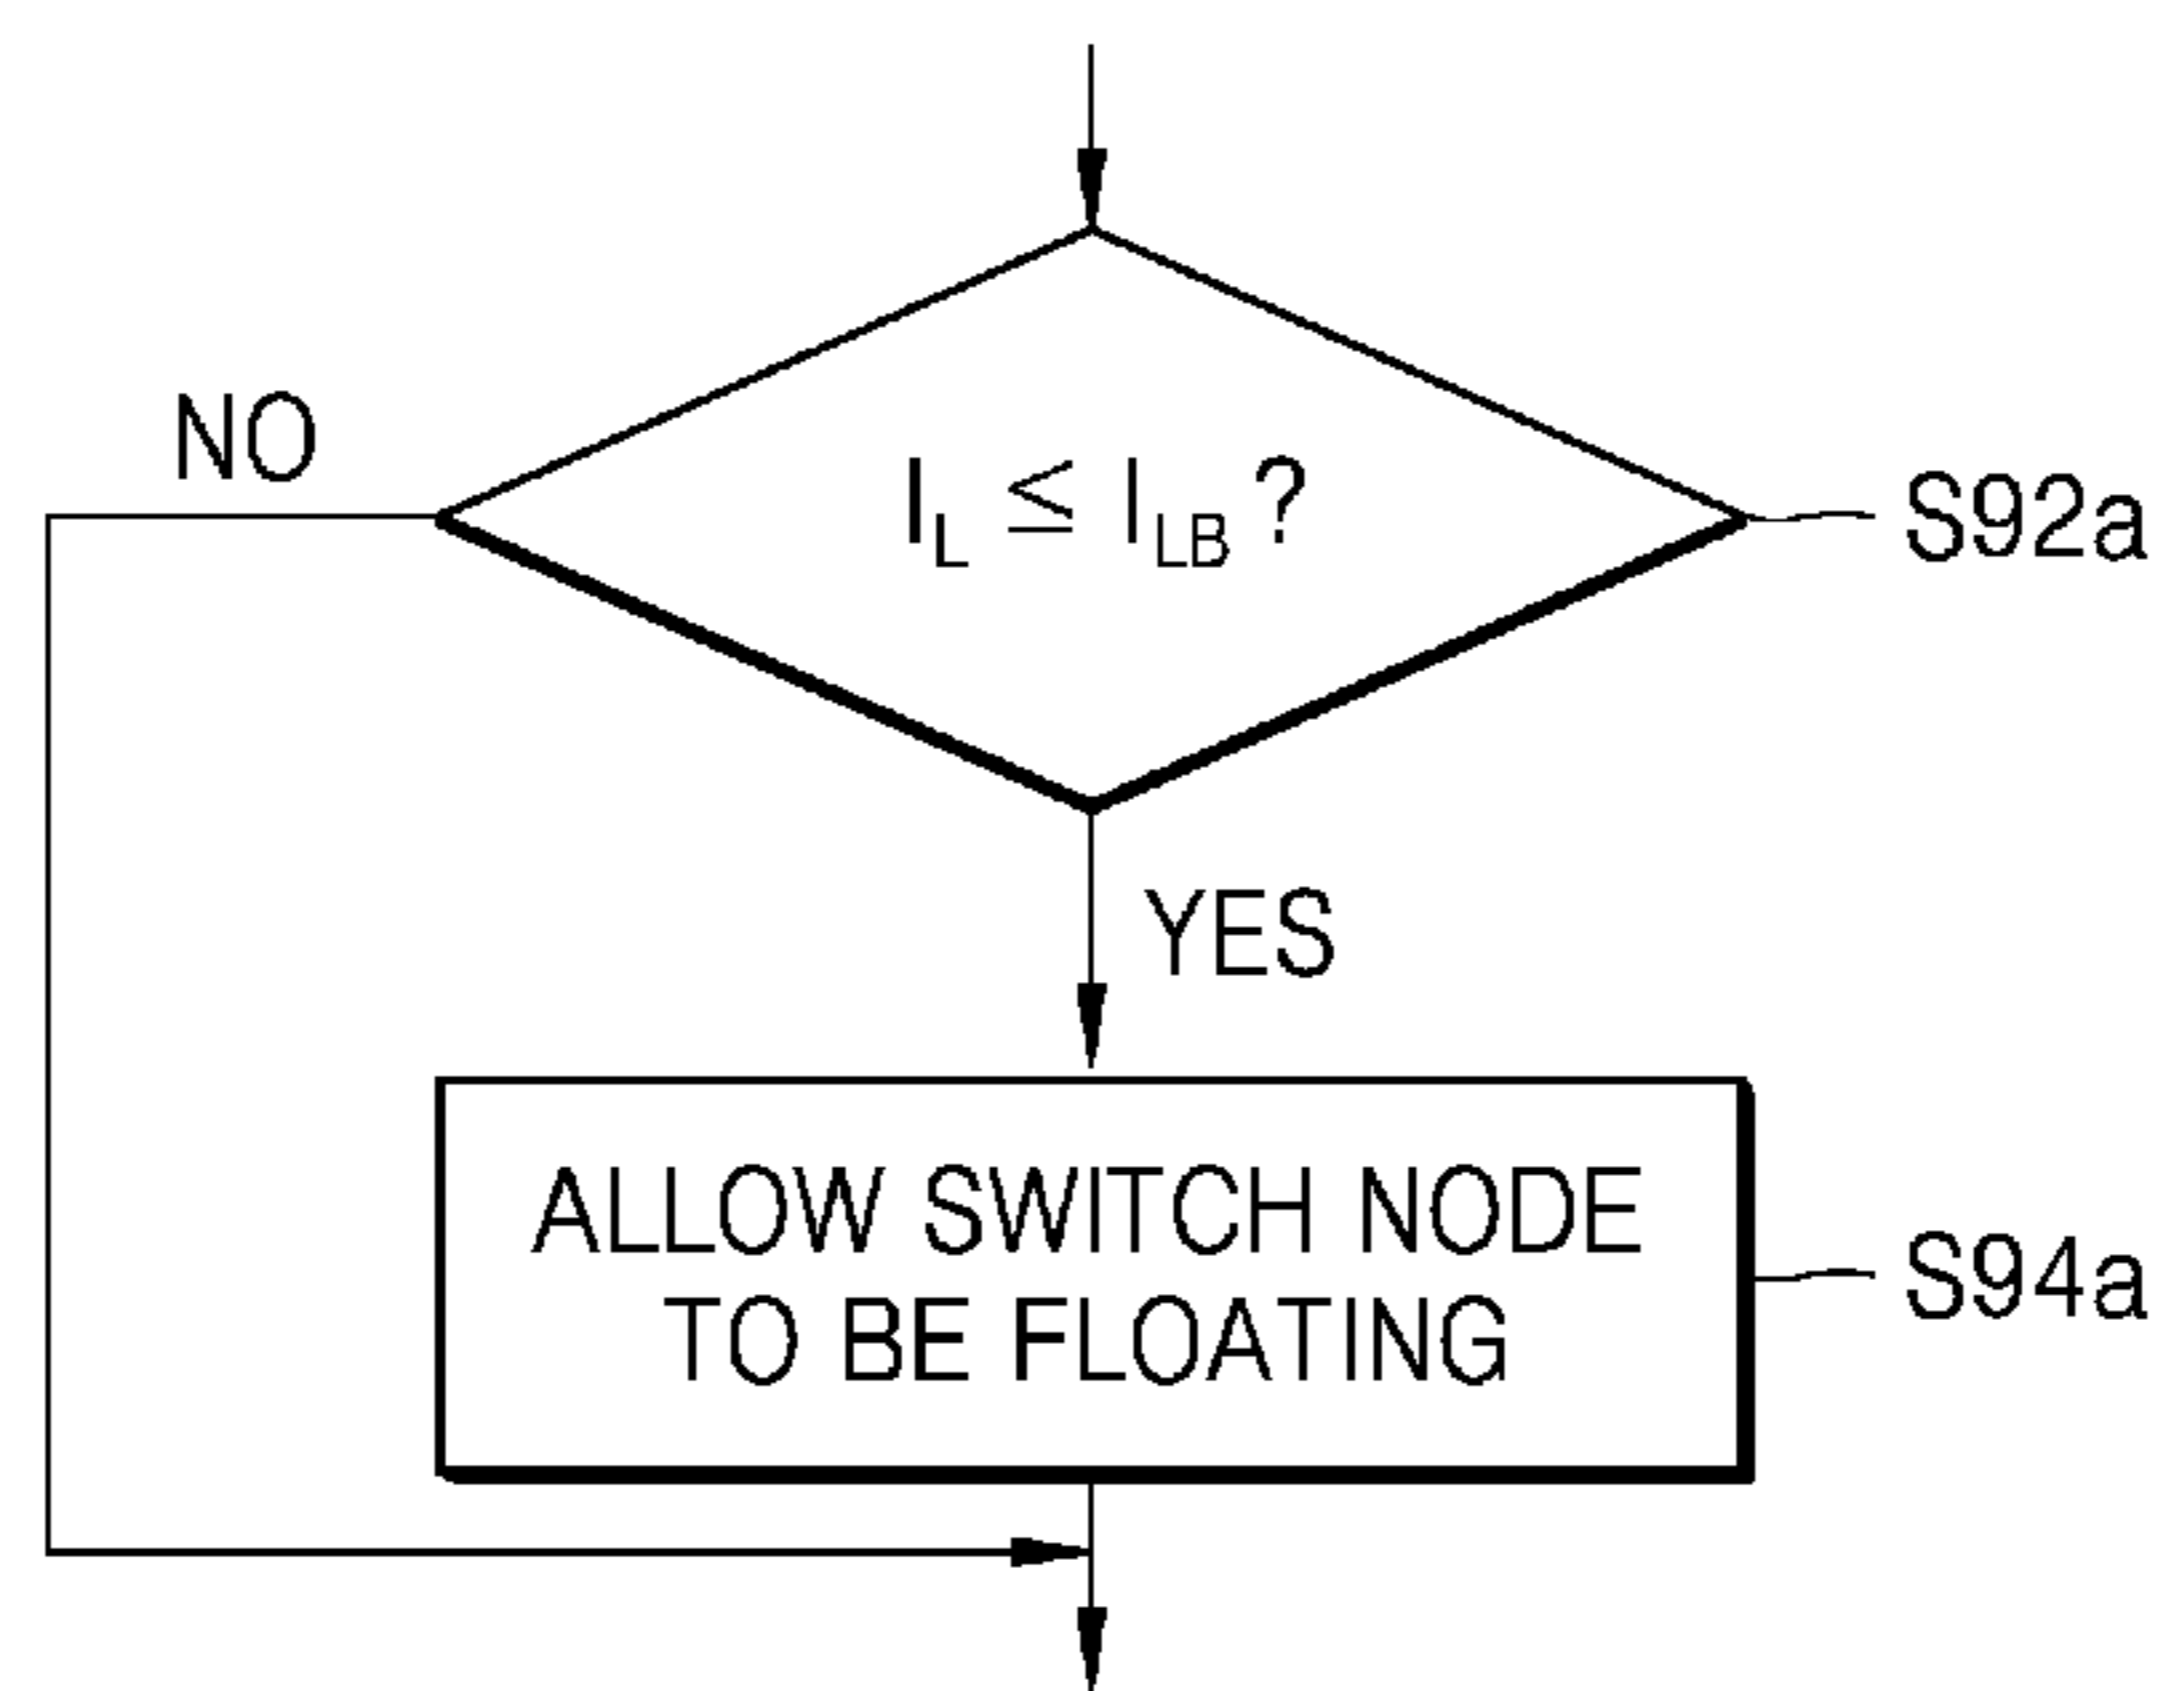 NO
I_L ≤ I_LB ?
S92a
YES
ALLOW SWITCH NODE
TO BE FLOATING
S94a